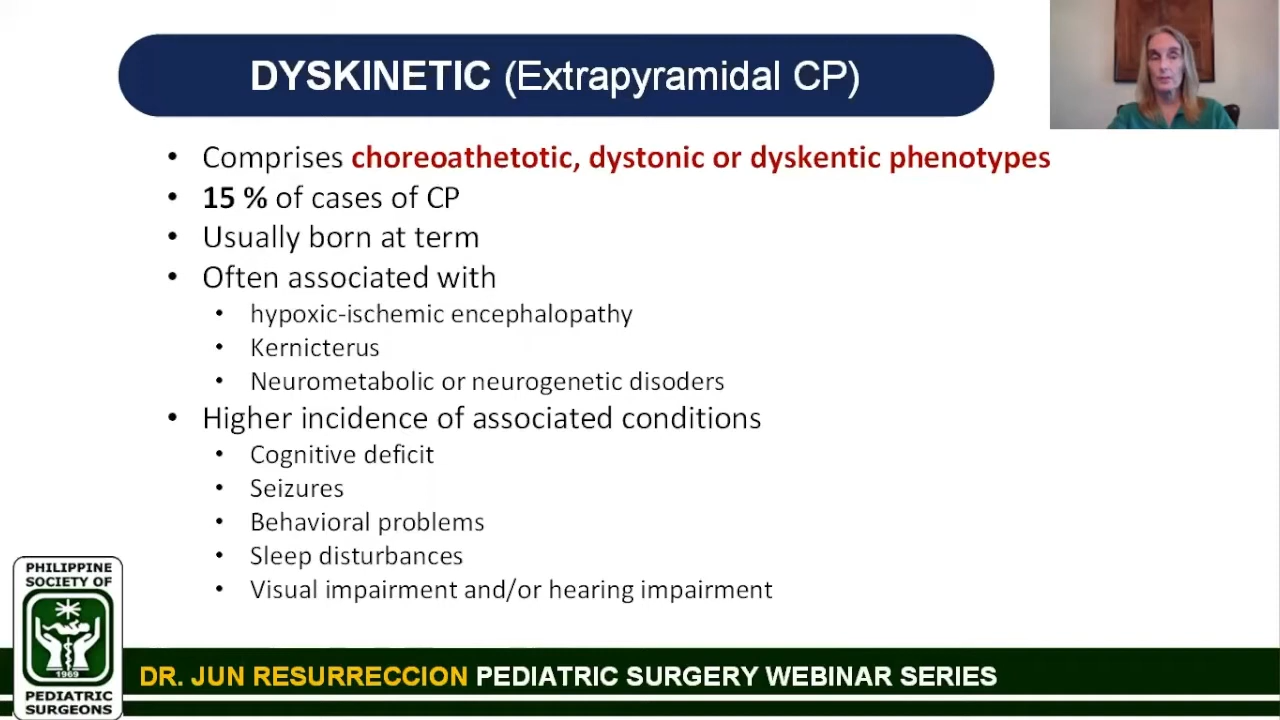 DYSKINETIC (Extrapyramidal CP)
• Comprises choreoathetotic, dystonic or dyskentic phenotypes
• 15 % of cases of CP
• Usually born at term
• Often associated with
• hypoxic-ischemic encephalopathy
• Kernicterus
• Neurometabolic or neurogenetic disoders
• Higher incidence of associated conditions
• Cognitive deficit
• Seizures
• Behavioral problems
• Sleep disturbances
• Visual impairment and/or hearing impairment
PHILIPPINE
SOCIETY OF
1969
PEDIATRIC
SURGEONS
DR. JUN RESURRECCION PEDIATRIC SURGERY WEBINAR SERIES